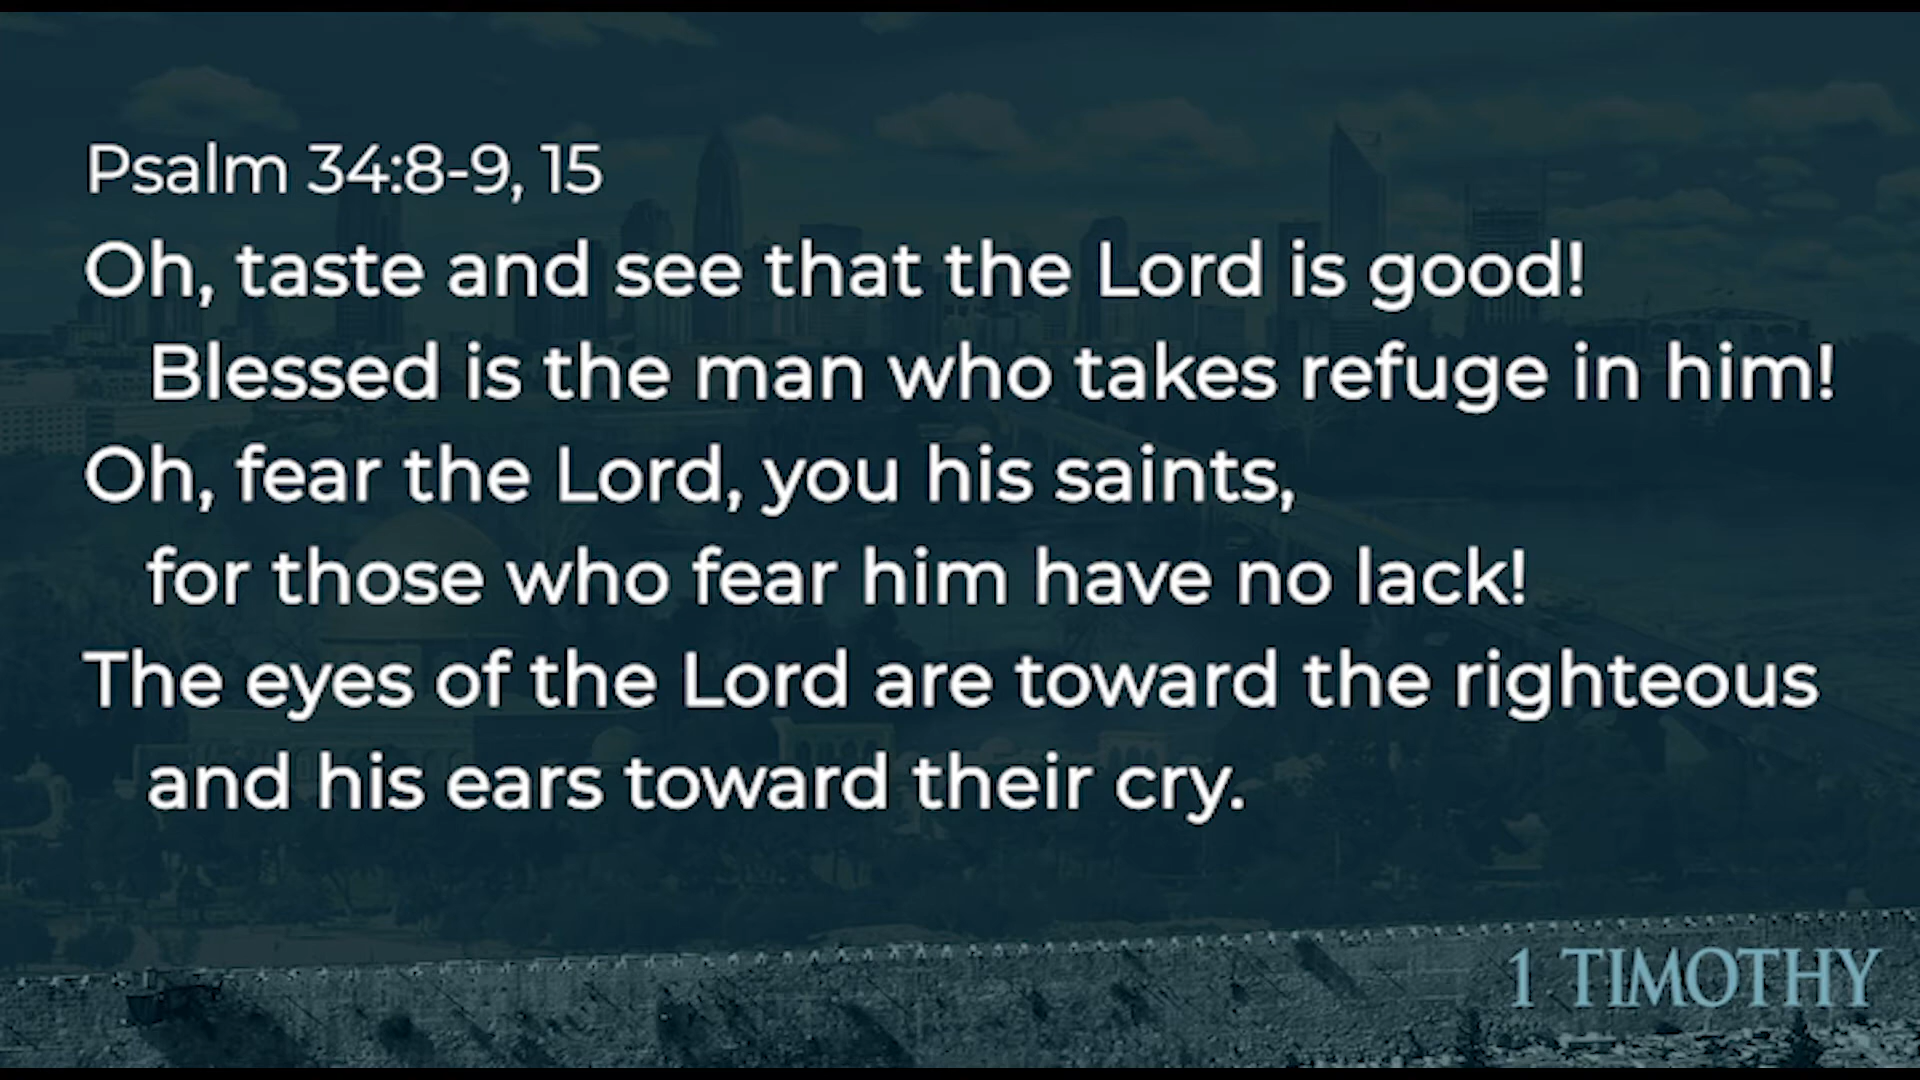 Psalm 34:8-9, 15
Oh, taste and see that the Lord is good!
Blessed is the man who takes refuge in him!
Oh, fear the Lord, you his saints,
for those who fear him have no lack!
The eyes of the Lord are toward the righteous
and his ears toward their cry.
1 TIMOTHY